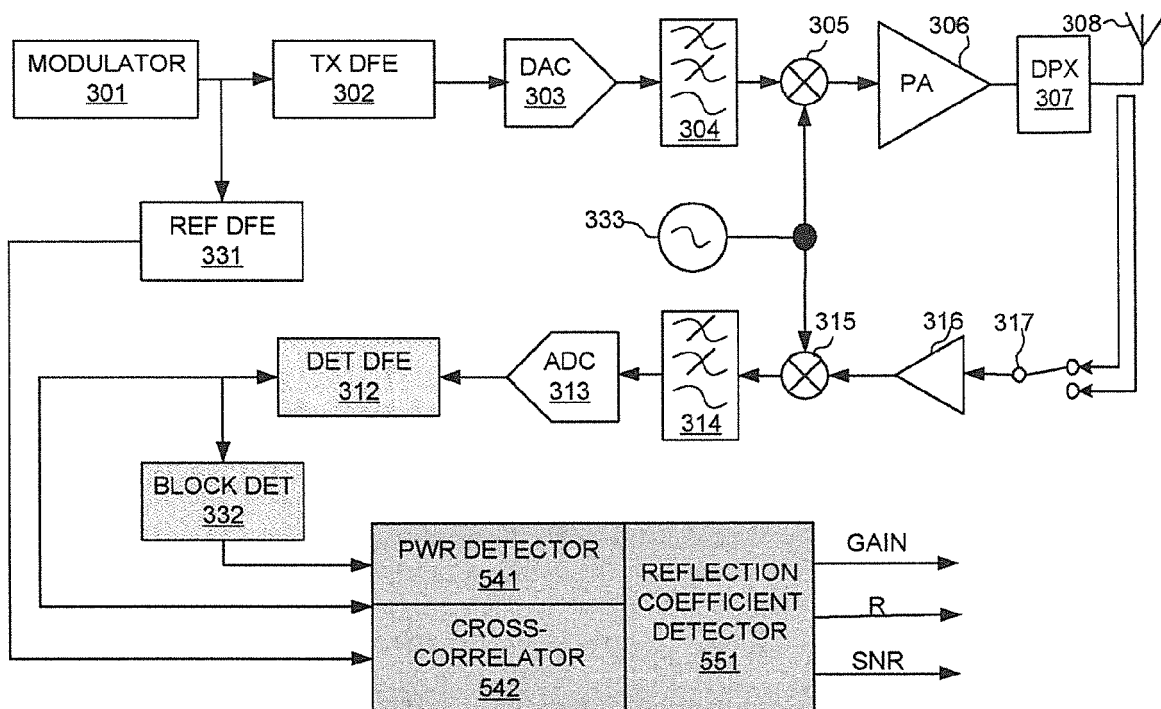 MODULATOR
301
TX DFE
302
DAC
303
304
305
306
PA
DPX
307
308
REF DFE
331
333
DET DFE
312
ADC
313
314
315
316
317
BLOCK DET
332
PWR DETECTOR
541
CROSS-
CORRELATOR
542
REFLECTION
COEFFICIENT
DETECTOR
551
GAIN
R
SNR